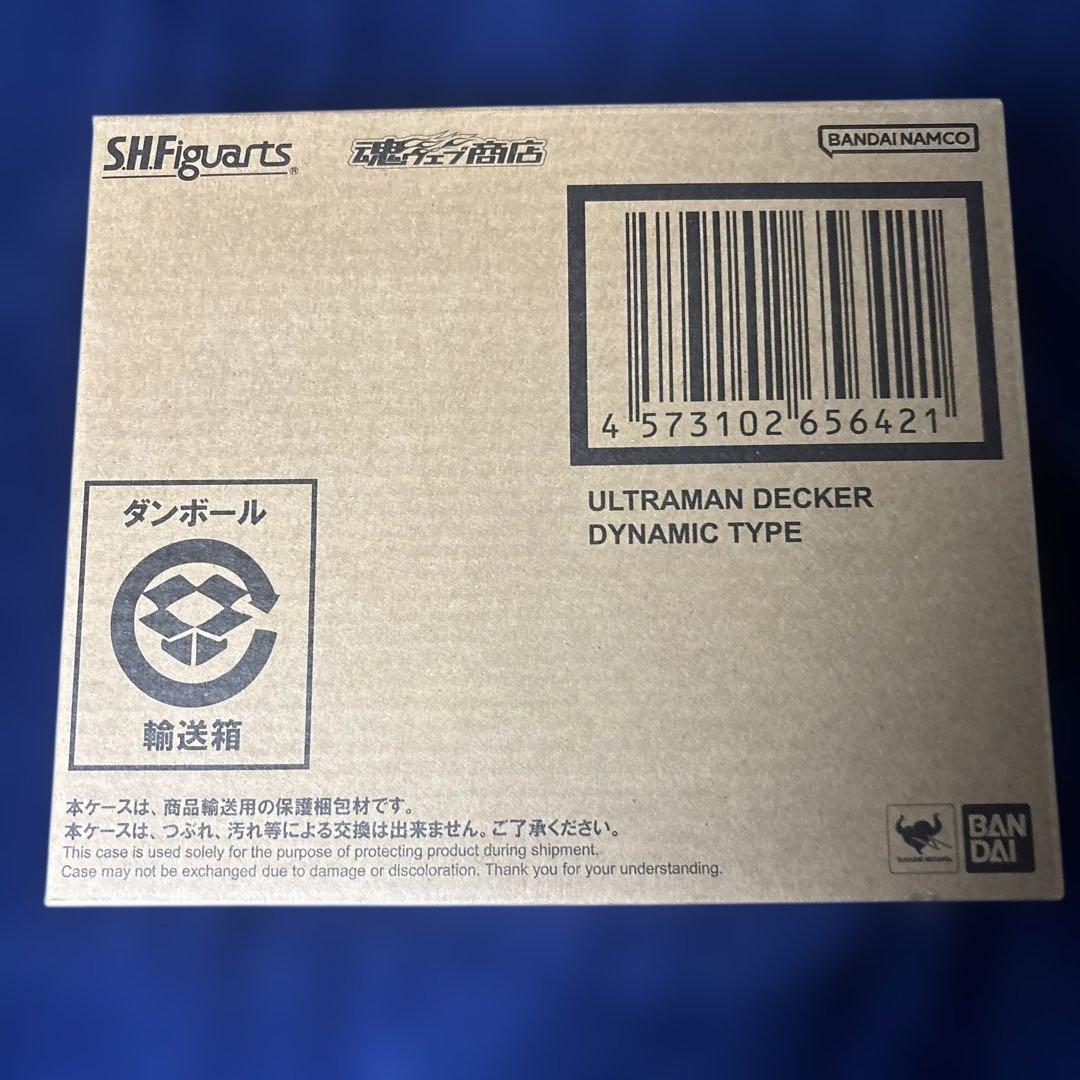 S.H.Figuarts®
魂ウェブ商店
BANDAI NAMCO
4 573102 656421
ULTRAMAN DECKER
DYNAMIC TYPE
ダンボール
輸送箱
本ケースは、商品輸送用の保護梱包材です。
本ケースは、つぶれ、汚れ等による交換は出来ません。ご了承ください。
This case is used solely for the purpose of protecting product during shipment.
Case may not be exchanged due to damage or discoloration. Thank you for your understanding.
TAMASHII NATIONS
BAN
DAI